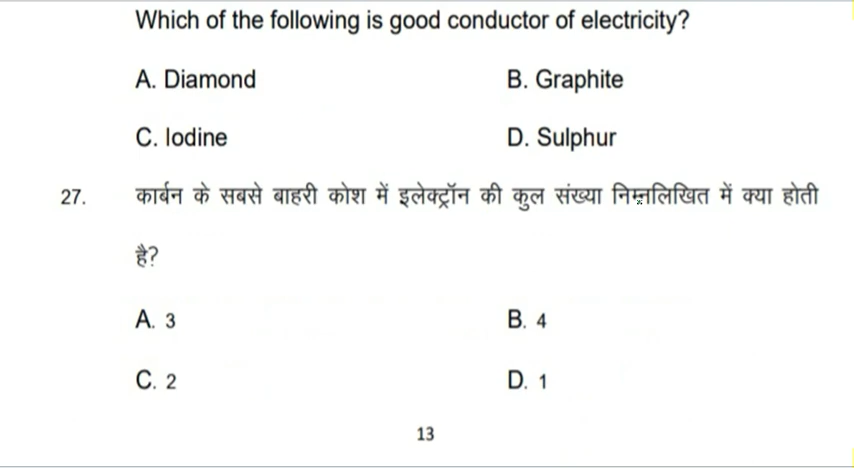 Which of the following is good conductor of electricity?
A. Diamond B. Graphite
C. Iodine D. Sulphur
27. कार्बन के सबसे बाहरी कोश में इलेक्ट्रॉन की कुल संख्या निम्नलिखित में क्या होती
है?
A. 3 B. 4
C. 2 D. 1
13